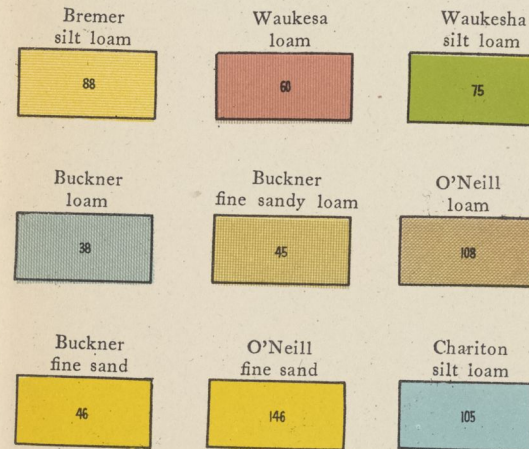 Bremer
silt loam
88
Waukesa
loam
60
Waukesha
silt loam
75
Buckner
loam
38
Buckner
fine sandy loam
45
O'Neill
loam
108
Buckner
fine sand
46
O'Neill
fine sand
146
Chariton
silt loam
105